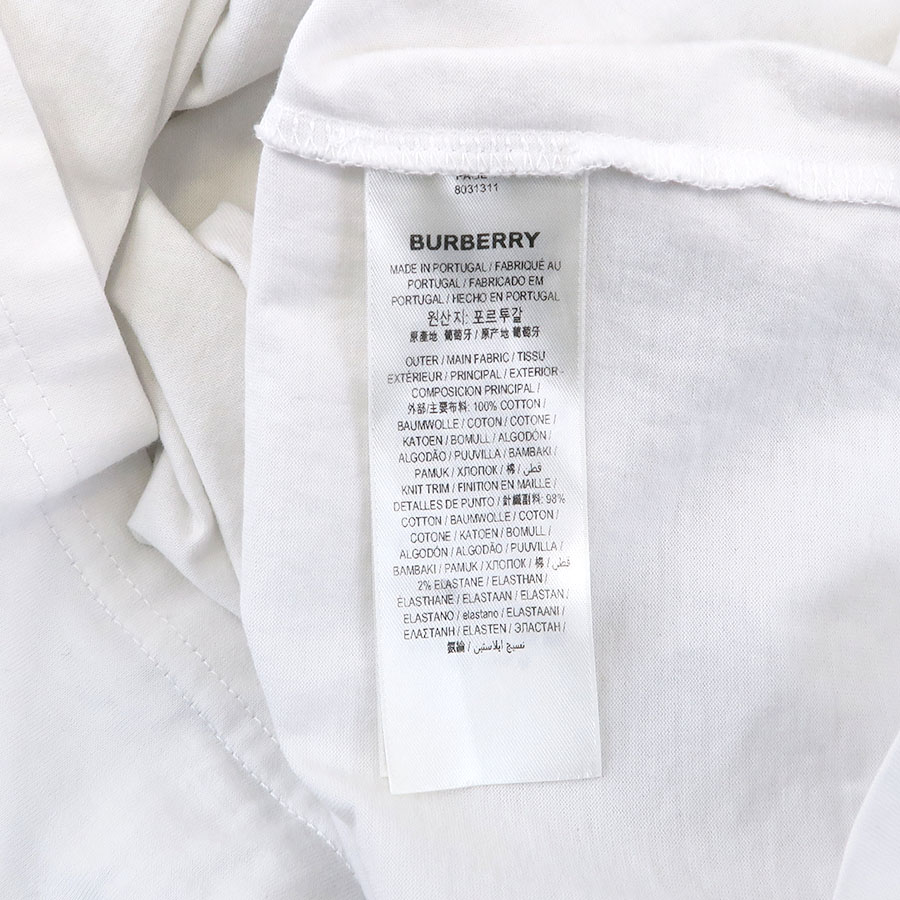 8031311
BURBERRY
MADE IN PORTUGAL / FABRIQUÉ AU
PORTUGAL / FABRICADO EM
PORTUGAL / HECHO EN PORTUGAL
원산지: 포르투갈
原產地 葡萄牙 / 原产地 葡萄牙
OUTER / MAIN FABRIC / TISSU
EXTÉRIEUR / PRINCIPAL / EXTERIOR -
COMPOSICION PRINCIPAL /
外部/主要布料: 100% COTTON /
BAUMWOLLE / COTON / COTONE /
KATOEN / BOMULL / ALGODÓN /
ALGODÃO / PUUVILLA / BAMBAKI /
PAMUK / ХЛОПОК / 棉 / قطن /
KNIT TRIM / FINITION EN MAILLE /
DETALLES DE PUNTO / 針織副料: 98%
COTTON / BAUMWOLLE / COTON /
COTONE / KATOEN / BOMULL /
ALGODÓN / ALGODÃO / PUUVILLA /
BAMBAKI / PAMUK / ХЛОПОК / 棉 / قطن /
2% ELASTANE / ELASTHAN /
ÉLASTHANE / ELASTAAN / ELASTAN /
ELASTANO / elastano / ELASTAANI /
ΕΛΑΣΤΑΝΗ / ELASTEN / ЭЛАСТАН /
氨綸 / نسيج ايلاستين